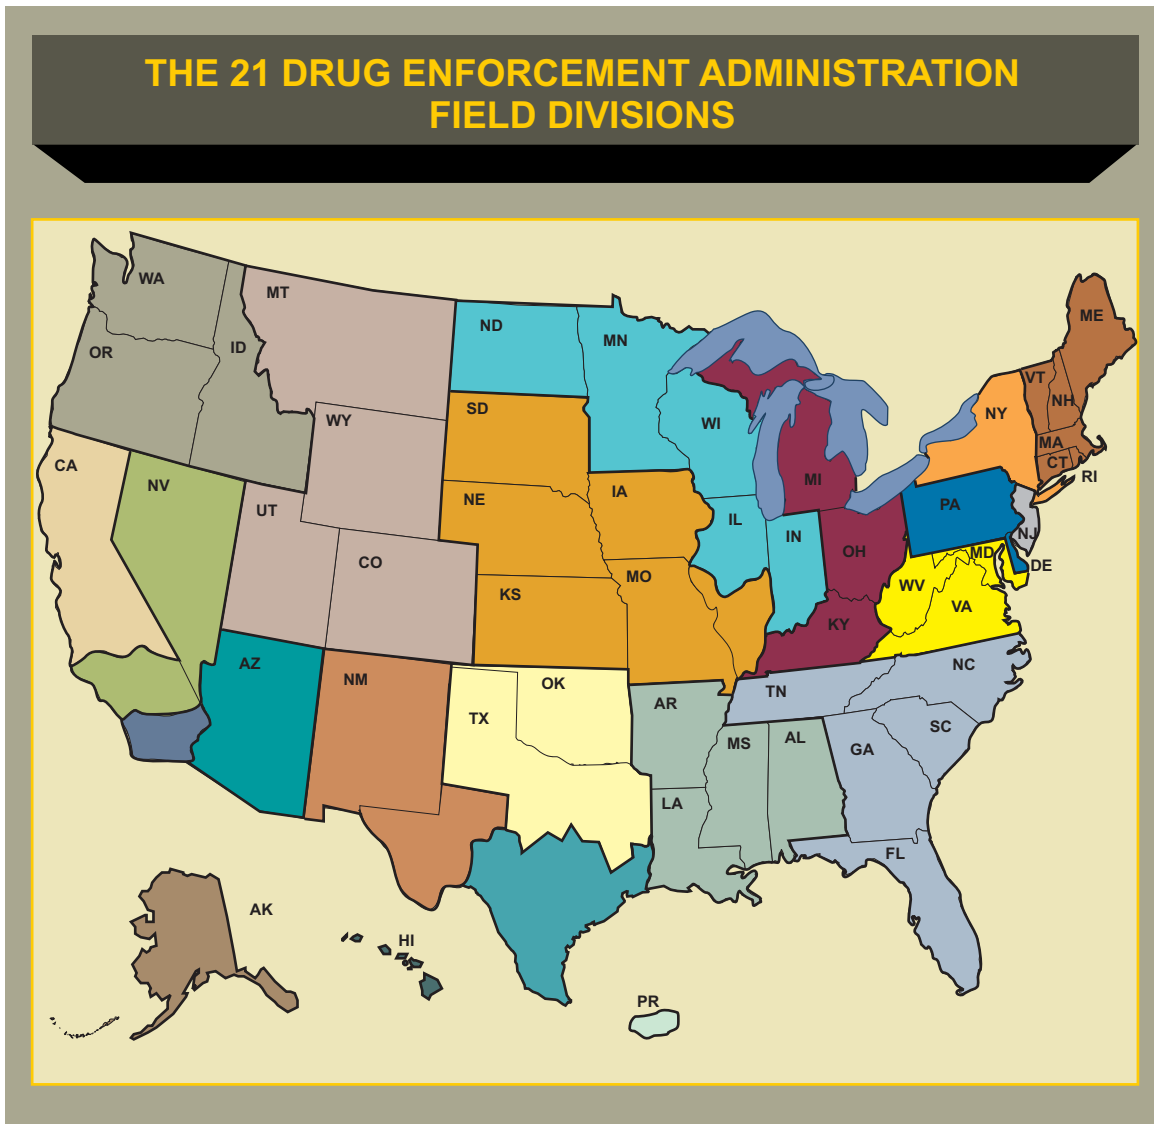 THE 21 DRUG ENFORCEMENT ADMINISTRATION
FIELD DIVISIONS
WA
MT
ND
MN
ME
OR
ID
VT
NH
SD
WY
WI
NY
MA
CT
RI
CA
NV
UT
NE
IA
MI
PA
IL
IN
NJ
CO
KS
MO
OH
WV
MD
DE
VA
KY
AZ
NM
OK
TX
AR
TN
NC
MS
AL
GA
SC
LA
FL
AK
HI
PR